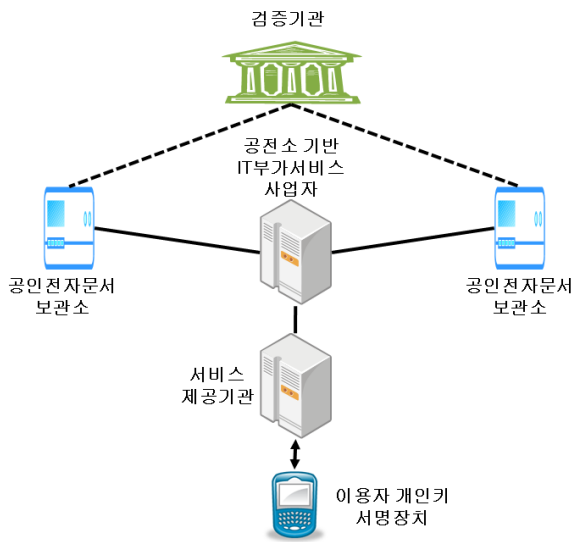 검증기관
공전소 기반
IT부가서비스
사업자
공인전자문서
보관소
공인전자문서
보관소
서비스
제공기관
이용자 개인키
서명장치